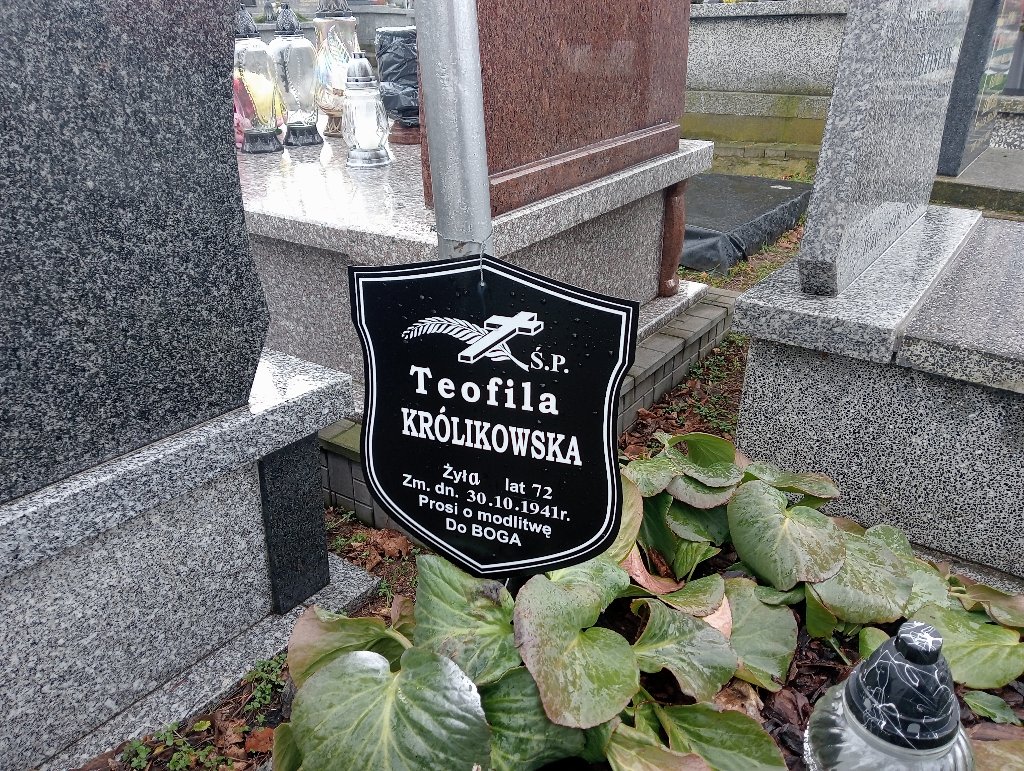 Ś.P.
Teofila
KRÓLIKOWSKA
Żyła lat 72
Zm. dn. 30.10.1941r.
Prosi o modlitwę
Do BOGA